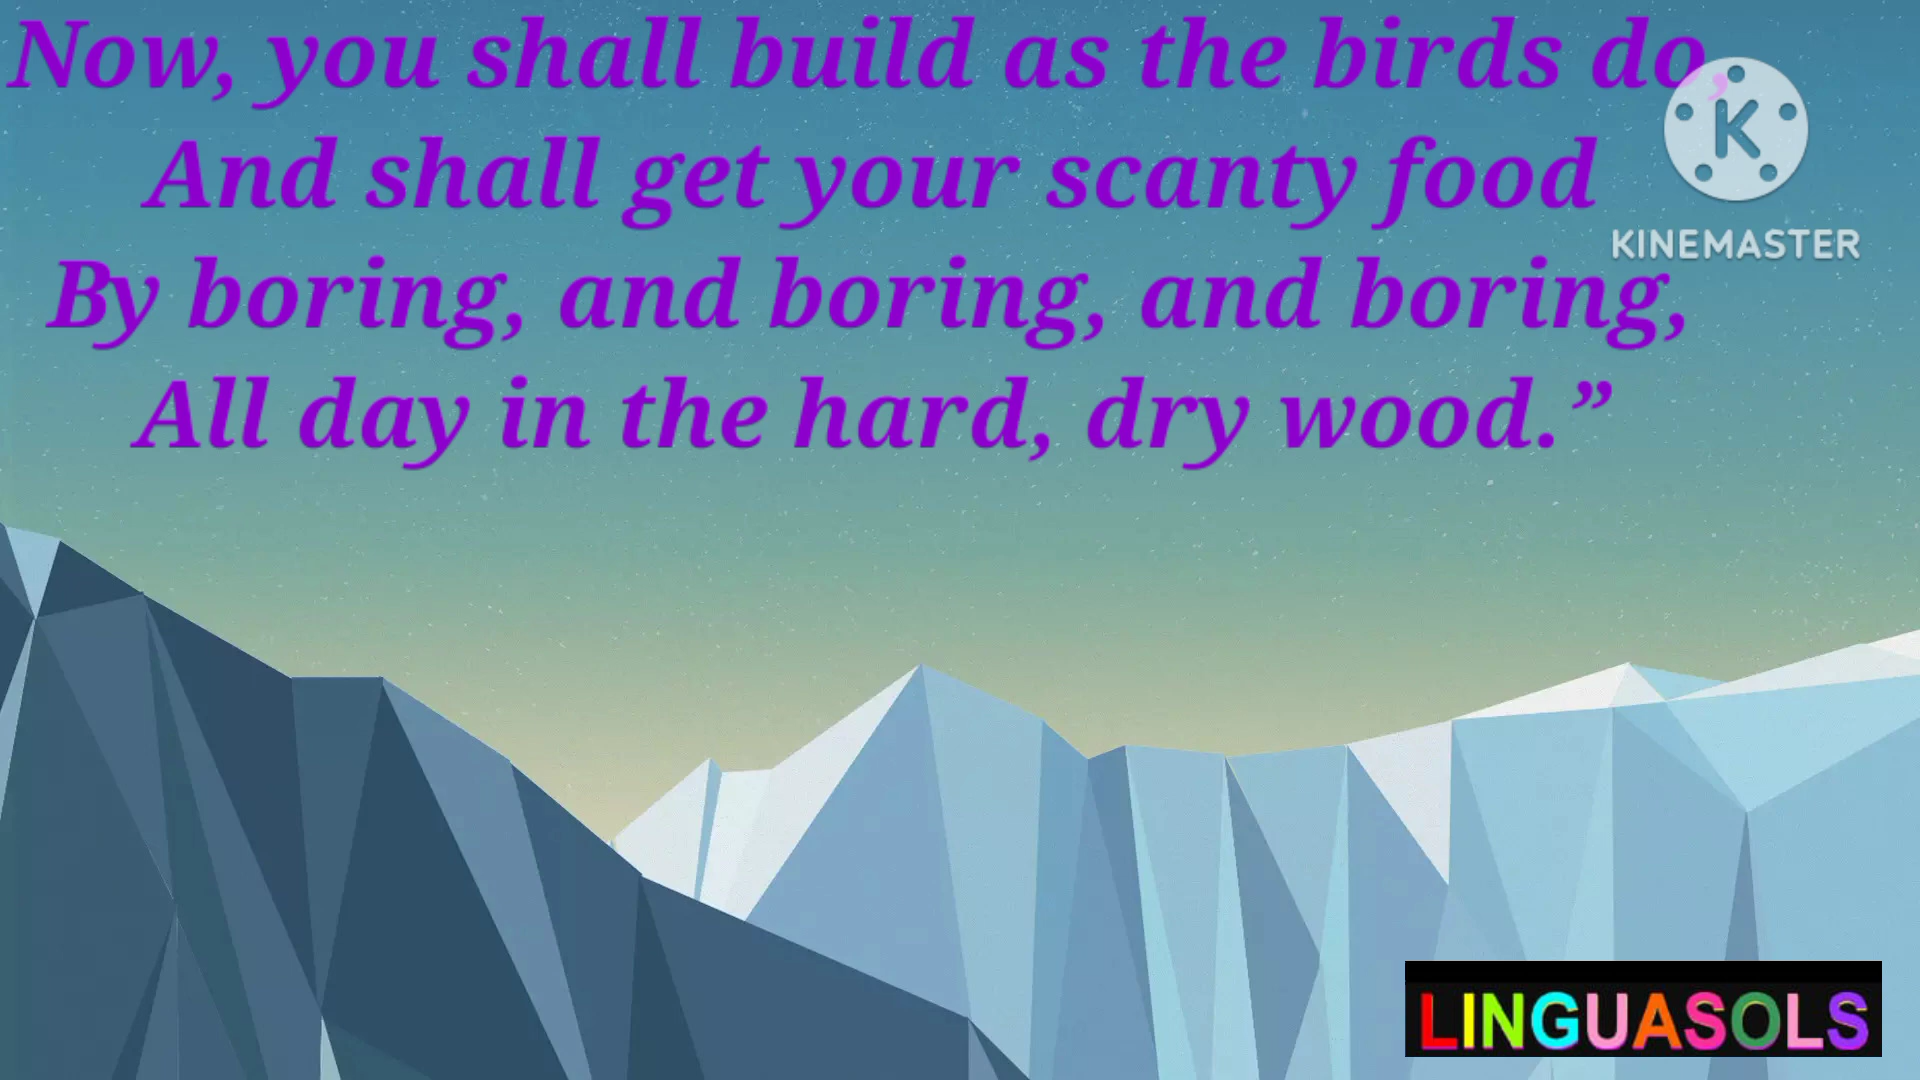 Now, you shall build as the birds do,
And shall get your scanty food
By boring, and boring, and boring,
All day in the hard, dry wood.”
K
KINEMASTER
LINGUASOLS